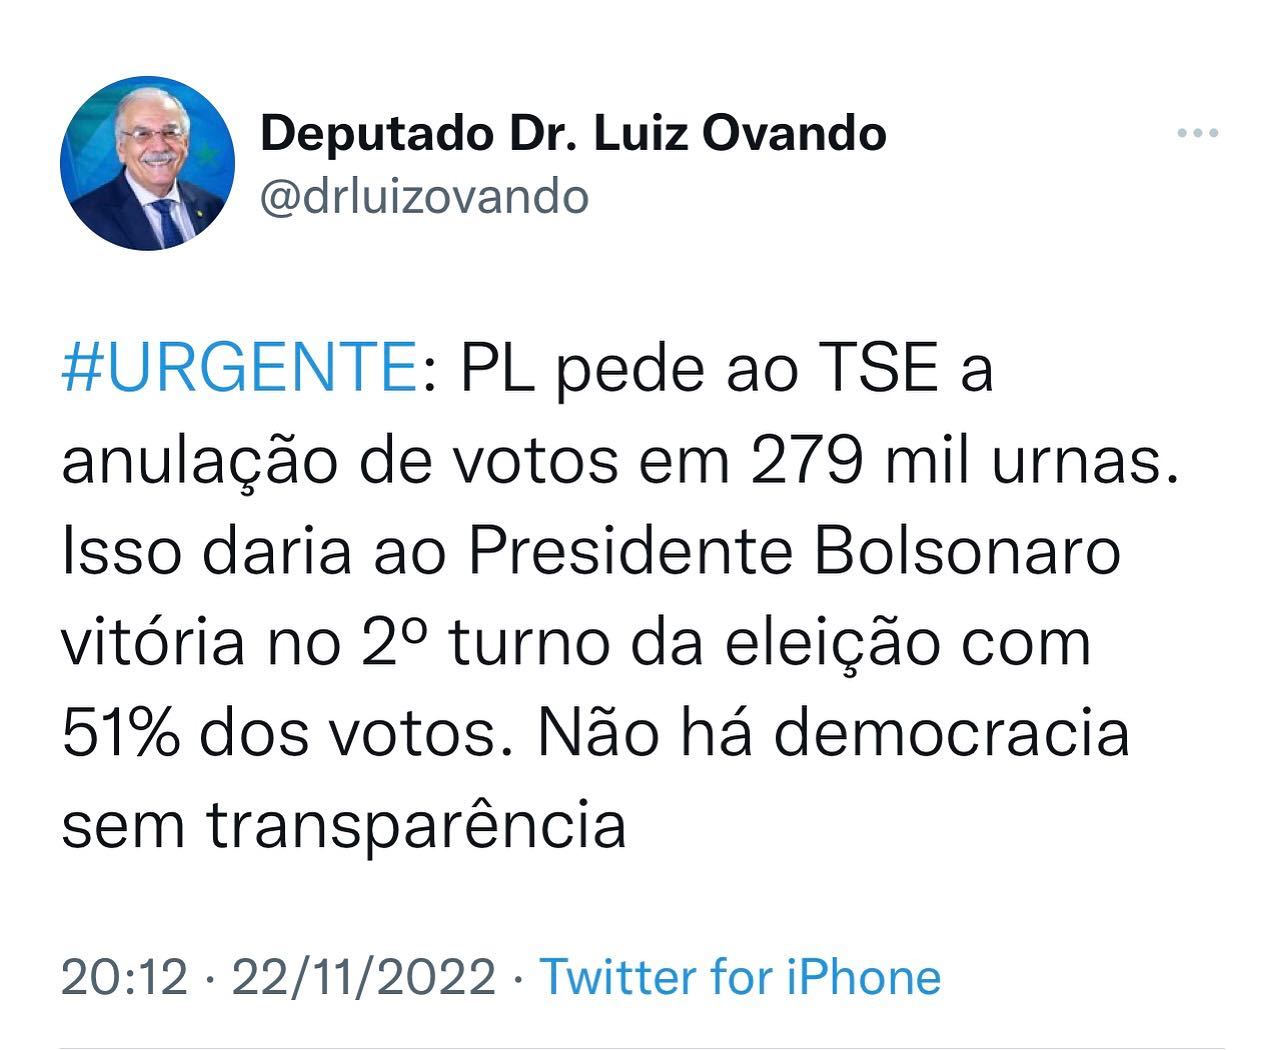 Deputado Dr. Luiz Ovando
@drluizovando
#URGENTE: PL pede ao TSE a
anulação de votos em 279 mil urnas.
Isso daria ao Presidente Bolsonaro
vitória no 2º turno da eleição com
51% dos votos. Não há democracia
sem transparência
20:12 · 22/11/2022 · Twitter for iPhone